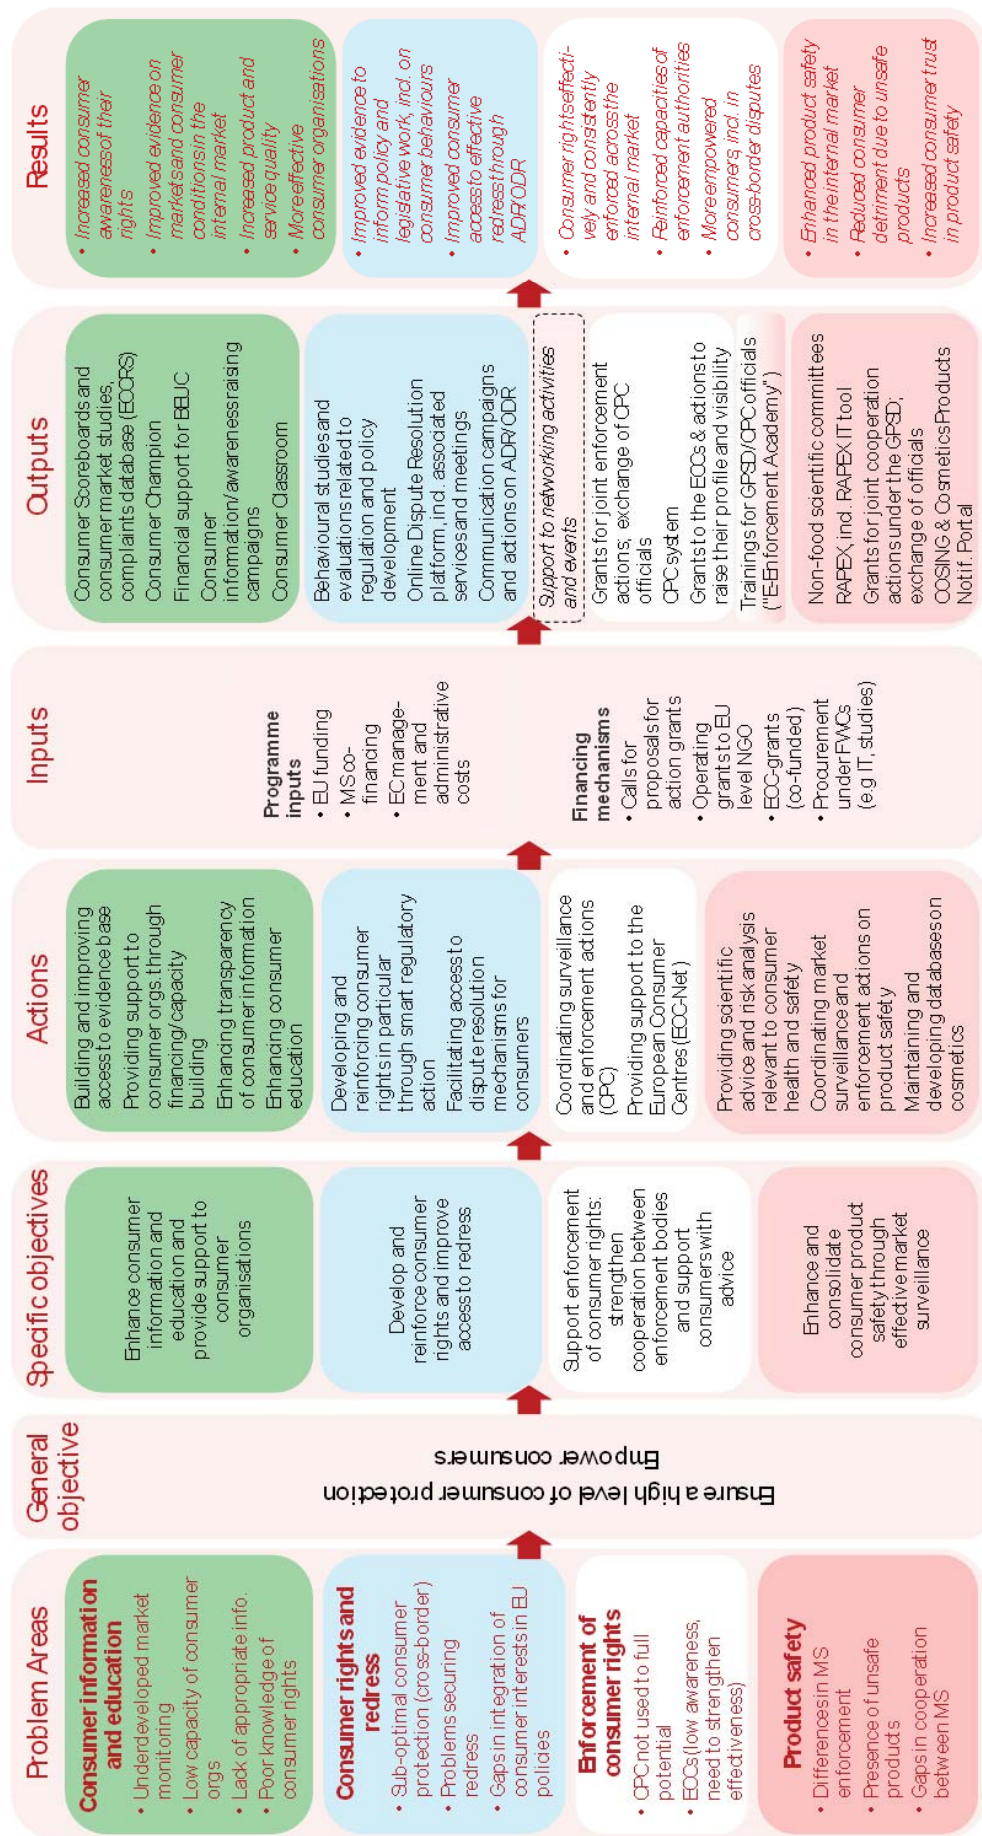 Problem Areas
Consumer information
and education
• Underdeveloped market
monitoring
• Low capacity of consumer
orgs
• Lack of appropriate info.
• Poor knowledge of
consumer rights
Consumer rights and
redress
• Sub-optimal consumer
protection (cross-border)
• Problems securing
redress
• Gaps in integration of
consumer interests in EU
policies
Enforcement of
consumer rights
• CPC not used to full
potential
• ECCs (low awareness,
need to strengthen
effectiveness)
Product safety
• Differences in MS
enforcement
• Presence of unsafe
products
• Gaps in cooperation
between MS
General
objective
Ensure a high level of consumer protection
Empower consumers
Specific objectives
Enhance consumer
information and
education and
provide support to
consumer
organisations
Develop and
reinforce consumer
rights and improve
access to redress
Support enforcement
of consumer rights:
strengthen
cooperation between
enforcement bodies
and support
consumers with
advice
Enhance and
consolidate
consumer product
safety through
effective market
surveillance
Actions
Building and improving
access to evidence base
Providing support to
consumer orgs. through
financing/capacity
building
Enhancing transparency
of consumer information
Enhancing consumer
education
Developing and
reinforcing consumer
rights in particular
through smart regulatory
action
Facilitating access to
dispute resolution
mechanisms for
consumers
Coordinating surveillance
and enforcement actions
(CPC)
Providing support to the
European Consumer
Centres (ECC-Net)
Providing scientific
advice and risk analysis
relevant to consumer
health and safety
Coordinating market
surveillance and
enforcement actions on
product safety
Maintaining and
developing databases on
cosmetics
Inputs
Programme
inputs
• EU funding
• MS co-
financing
• EC manage-
ment and
administrative
costs
Financing
mechanisms
• Calls for
proposals for
action grants
• Operating
grants to EU
level NGO
• ECC-grants
(co-funded)
• Procurement
under FWCs
(e.g IT, studies)
Outputs
Consumer Soreboards and
consumer market studies,
complaints database (ECCRS)
Consumer Champion
Financial support for BEUC
Consumer
information/awareness raising
campaigns
Consumer Classroom
Behavioural studies and
evaluations related to
regulation and policy
development
Online Dispute Resolution
platform, incl. associated
services and meetings
Communication campaigns
and actions on ADR/ODR
Support to networking activities
and events
Grants for joint enforcement
actions; exchange of CPC
officials
CPC system
Grants to the ECCs & actions to
raise their profile and visibility
Trainings for GPSD/CPC officials
("E-Enforcement Academy")
Non-food scientific committees
RAPEX, incl. RAPEX IT tool
Grants for joint cooperation
actions under the GPSD;
exchange of officials
COSING & Cosmetics Products
Notif. Portal
Results
• Increased consumer
awareness of their
rights
• Improved evidence on
markets and consumer
conditions in the
internal market
• Increased product and
service quality
• More effective
consumer organisations
• Improved evidence to
inform policy and
legislative work, incl. on
consumer behaviours
• Improved consumer
access to effective
redress through
ADR/ODR
• Consumer rights effecti-
vely and consistently
enforced across the
internal market
• Reinforced capacities of
enforcement authorities
• More empowered
consumers, incl. in
cross-border disputes
• Enhanced product safety
in the internal market
• Reduced consumer
detriment due to unsafe
products
• Increased consumer trust
in product safety